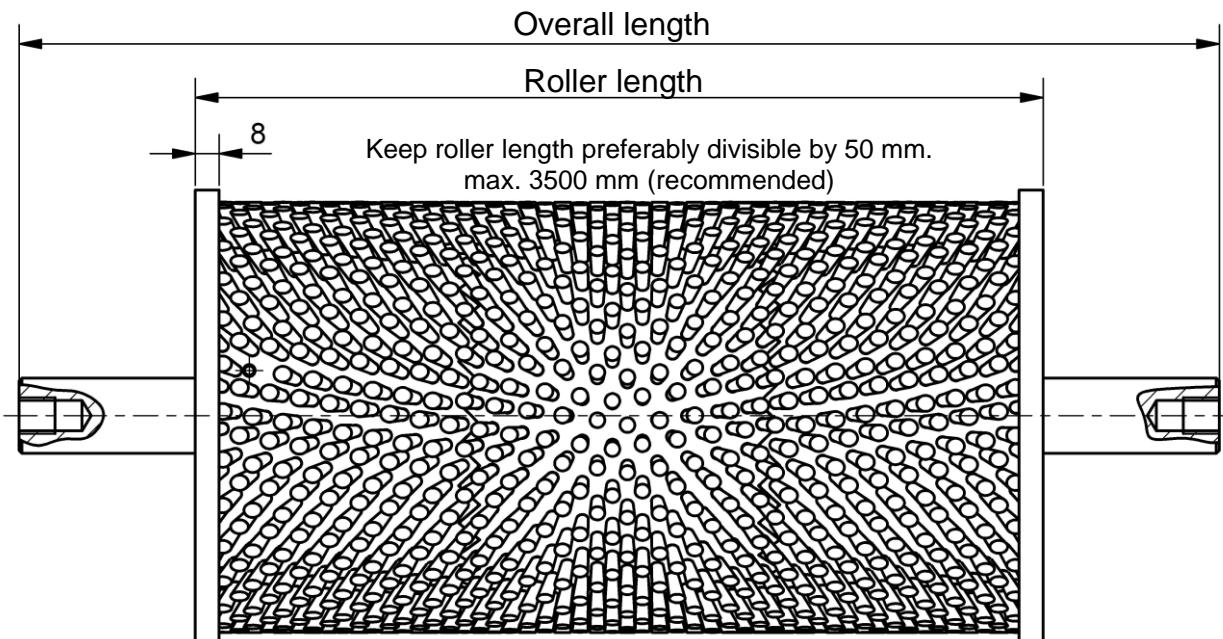 Overall length
Roller length
8
Keep roller length preferably divisible by 50 mm.
max. 3500 mm (recommended)